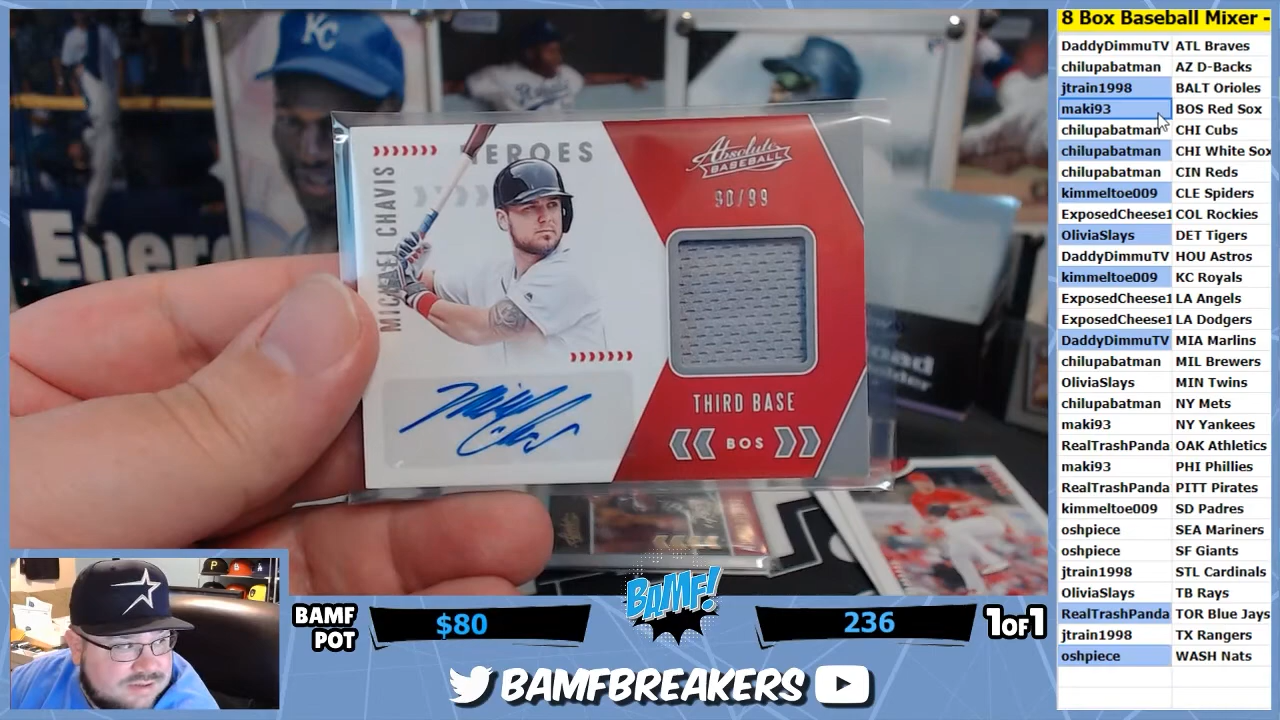 8 Box Baseball Mixer -
DaddyDimmuTV ATL Braves
chilupabatman AZ D-Backs
jtrain1998 BALT Orioles
maki93 BOS Red Sox
chilupabatman CHI Cubs
chilupabatman CHI White Sox
chilupabatman CIN Reds
kimmeltoe009 CLE Spiders
ExposedCheese1 COL Rockies
OliviaSlays DET Tigers
DaddyDimmuTV HOU Astros
kimmeltoe009 KC Royals
ExposedCheese1 LA Angels
ExposedCheese1 LA Dodgers
DaddyDimmuTV MIA Marlins
chilupabatman MIL Brewers
OliviaSlays MIN Twins
chilupabatman NY Mets
maki93 NY Yankees
RealTrashPanda OAK Athletics
maki93 PHI Phillies
RealTrashPanda PITT Pirates
kimmeltoe009 SD Padres
oshpiece SEA Mariners
oshpiece SF Giants
jtrain1998 STL Cardinals
OliviaSlays TB Rays
RealTrashPanda TOR Blue Jays
jtrain1998 TX Rangers
oshpiece WASH Nats
KC
Ener
HEROES
MICHAEL CHAVIS
Absolute
BASEBALL
THIRD BASE
BOS
BAMF
POT
$80
BAMF!
236
1OF1
BAMFBREAKERS